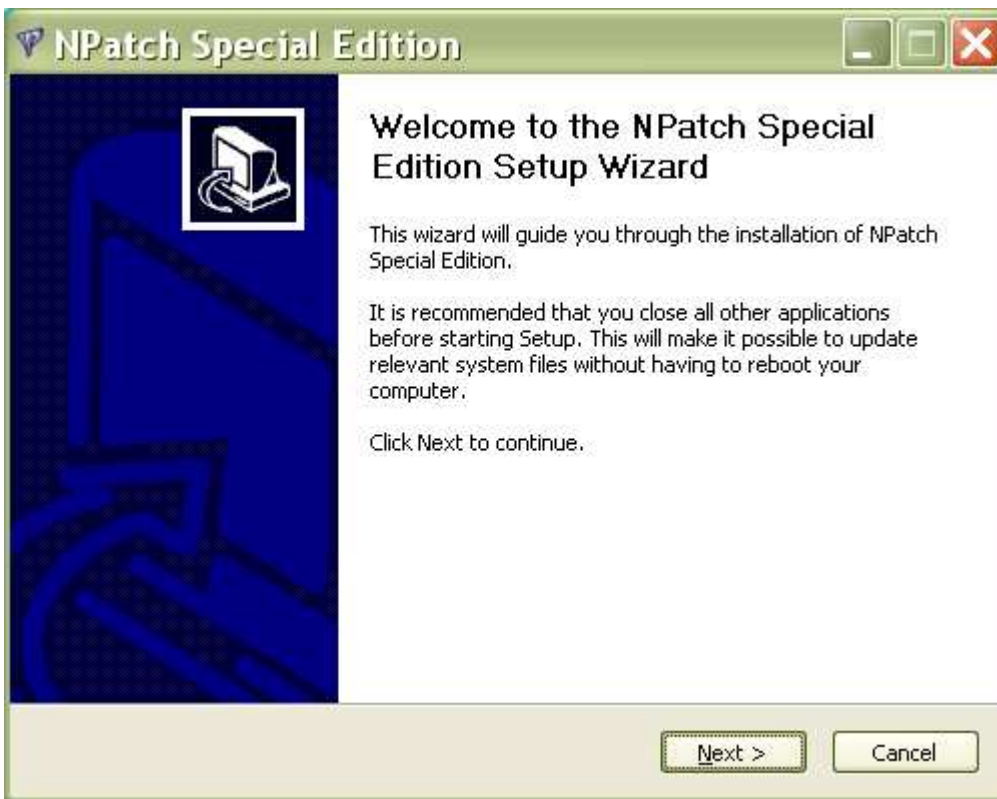 NPatch Special Edition
Welcome to the NPatch Special
Edition Setup Wizard
This wizard will guide you through the installation of NPatch
Special Edition.
It is recommended that you close all other applications
before starting Setup. This will make it possible to update
relevant system files without having to reboot your
computer.
Click Next to continue.
Next >
Cancel